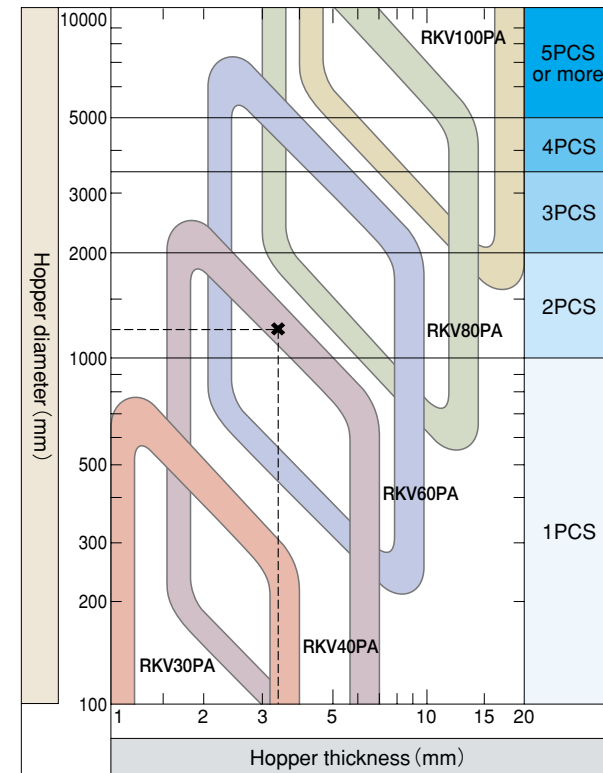 10000
5000
3000
2000
1000
500
300
200
100
Hopper diameter (mm)
RKV100PA
RKV80PA
RKV60PA
RKV40PA
RKV30PA
5PCS
or more
4PCS
3PCS
2PCS
1PCS
1 2 3 5 10 15 20
Hopper thickness (mm)